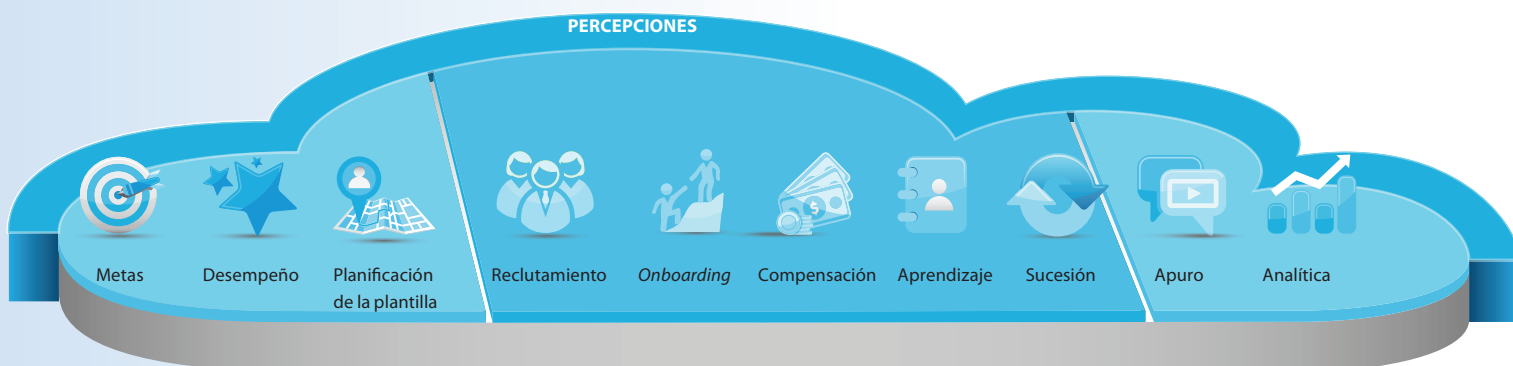 PERCEPCIONES
Metas
Desempeño
Planificación
de la plantilla
Reclutamiento
Onboarding
Compensación
Aprendizaje
Sucesión
Apuro
Analítica
$